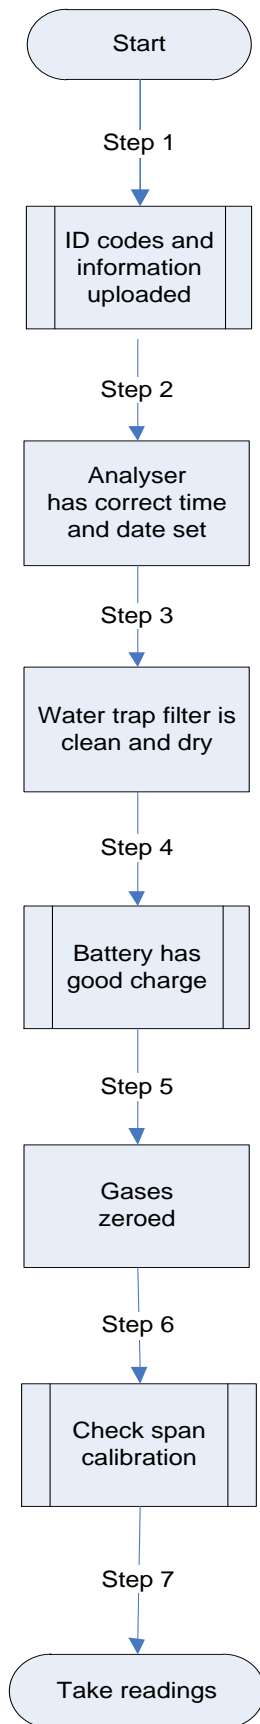 Start
Step 1
ID codes and
information
uploaded
Step 2
Analyser
has correct time
and date set
Step 3
Water trap filter is
clean and dry
Step 4
Battery has
good charge
Step 5
Gases
zeroed
Step 6
Check span
calibration
Step 7
Take readings